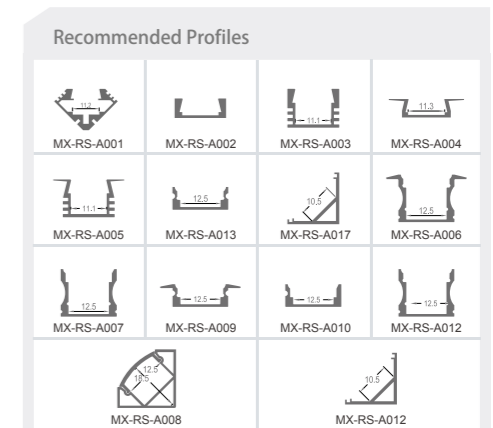 Recommended Profiles
11.2
11.1
11.3
MX-RS-A001 MX-RS-A002 MX-RS-A003 MX-RS-A004
11.1
12.5
10.5
12.5
MX-RS-A005 MX-RS-A013 MX-RS-A017 MX-RS-A006
12.5
12.5
12.5
12.5
MX-RS-A007 MX-RS-A009 MX-RS-A010 MX-RS-A012
12.5
18.5
10.5
MX-RS-A008 MX-RS-A012